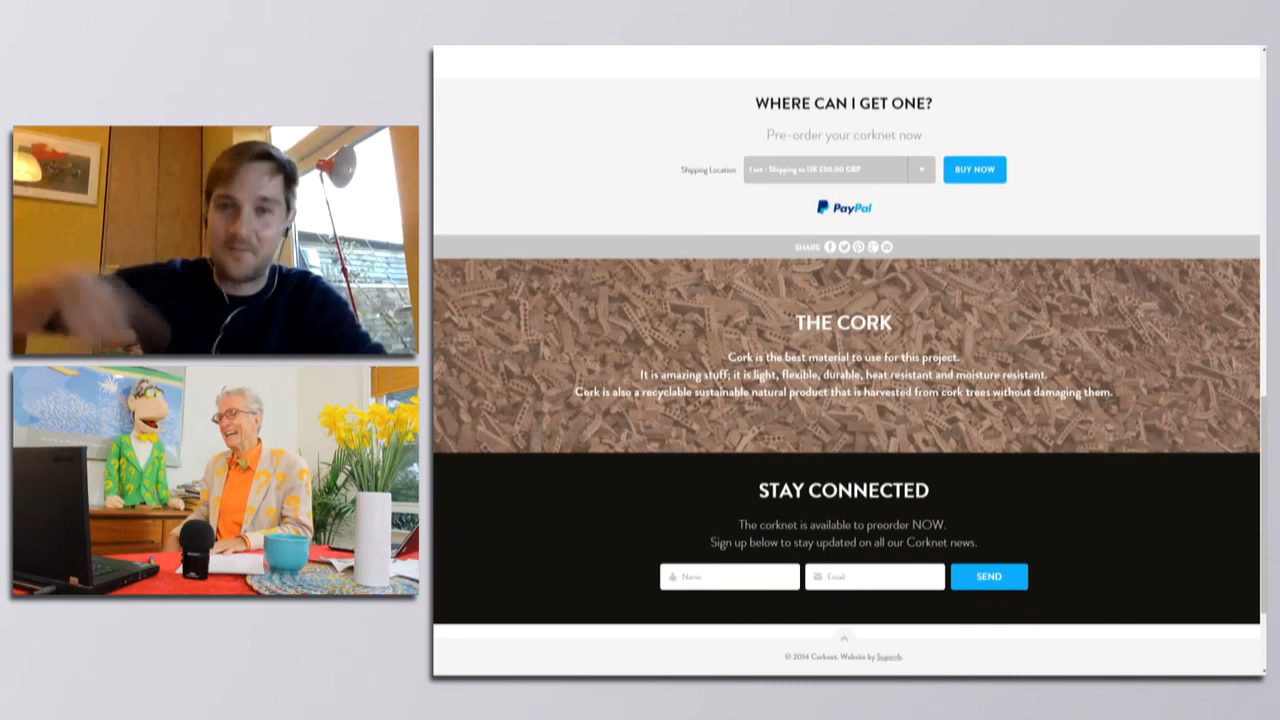 WHERE CAN I GET ONE?
Pre-order your corknet now
Shipping Location
1 set - Shipping to UK £20.00 GBP
BUY NOW
PayPal
SHARE
THE CORK
Cork is the best material to use for this project.
It is amazing stuff; it is light, flexible, durable, heat resistant and moisture resistant.
Cork is also a recyclable sustainable natural product that is harvested from cork trees without damaging them.
STAY CONNECTED
The corknet is available to preorder NOW.
Sign up below to stay updated on all our Corknet news.
Name
Email
SEND
© 2014 Corknet. Website by Superrb.